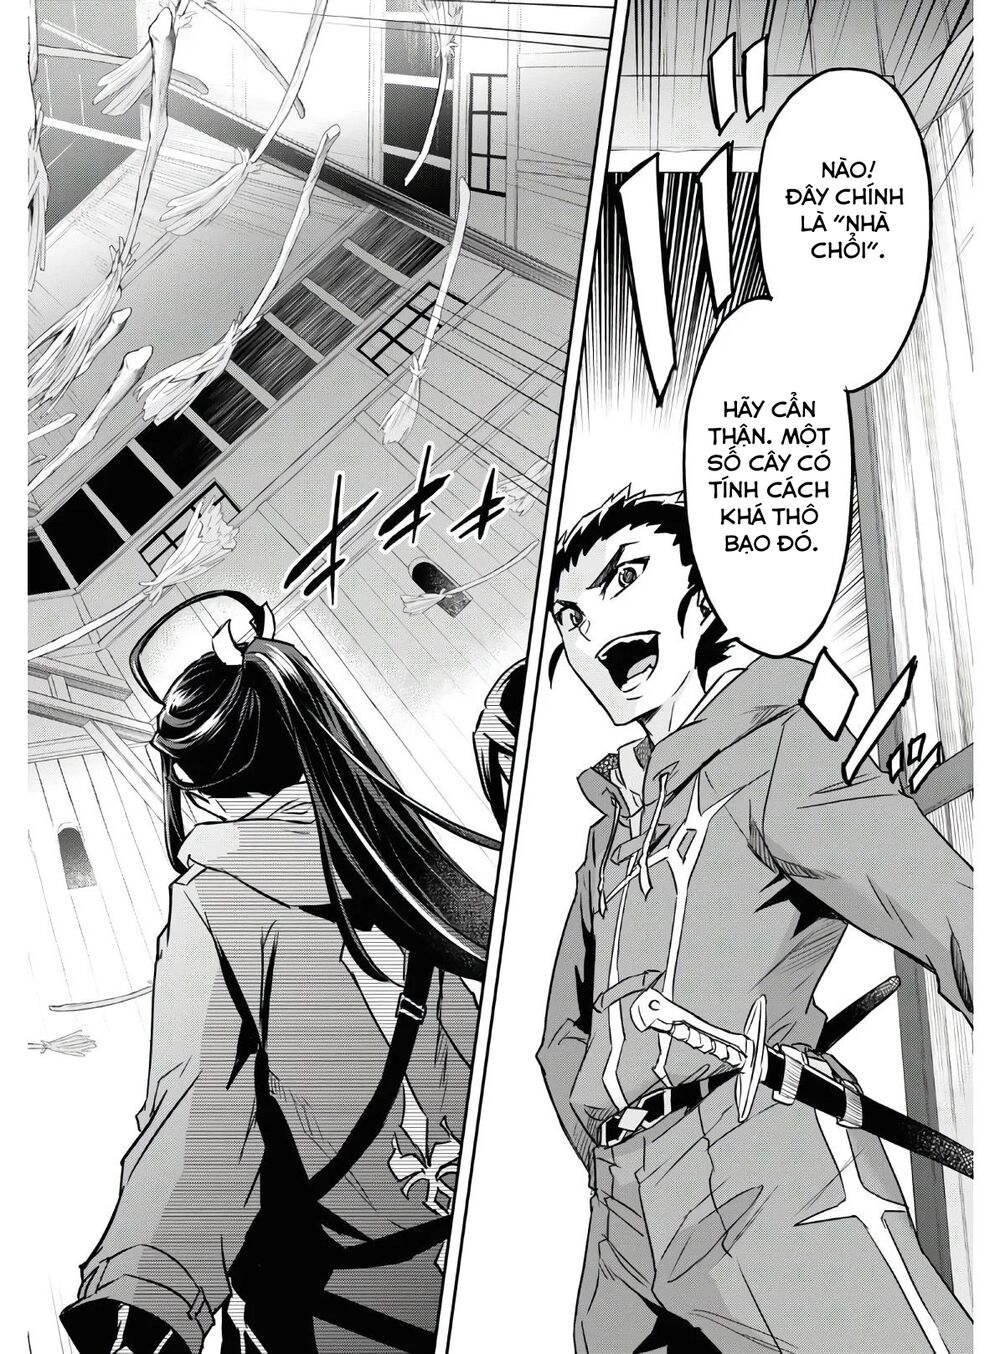 NÀO!
ĐÂY CHÍNH
LÀ "NHÀ
CHỔI".
HÃY CẨN
THẬN. MỘT
SỐ CÂY CÓ
TÍNH CÁCH
KHÁ THÔ
BẠO ĐÓ.